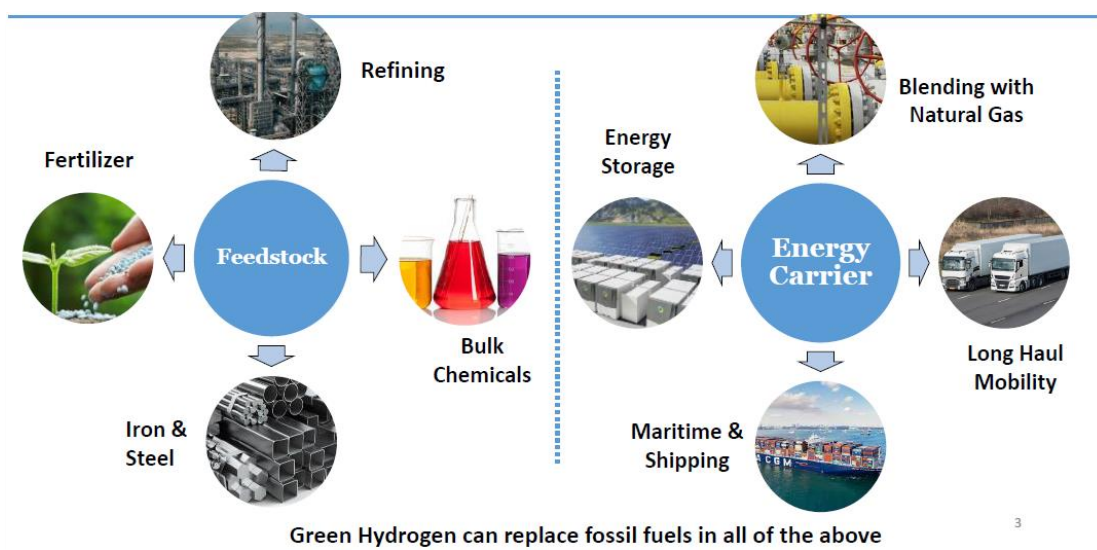 Refining
Fertilizer
Feedstock
Bulk
Chemicals
Iron &
Steel
Blending with
Natural Gas
Energy
Storage
Energy
Carrier
Long Haul
Mobility
Maritime &
Shipping
A CGM
Green Hydrogen can replace fossil fuels in all of the above
3